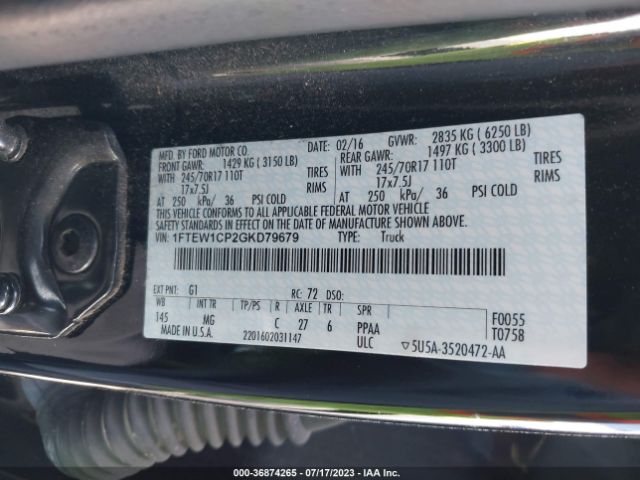 MFD. BY FORD MOTOR CO. DATE: 02/16 GVWR: 2835 KG ( 6250 LB)
FRONT GAWR: 1429 KG ( 3150 LB) REAR GAWR: 1497 KG ( 3300 LB)
WITH 245/70R17 110T TIRES WITH 245/70R17 110T TIRES
17x7.5J RIMS 17x7.5J RIMS
AT 250 kPa/ 36 PSI COLD AT 250 kPa/ 36 PSI COLD
THIS VEHICLE CONFORMS TO ALL APPLICABLE FEDERAL MOTOR VEHICLE
SAFETY STANDARDS IN EFFECT ON THE DATE OF MANUFACTURE SHOWN ABOVE.
VIN: 1FTEW1CP2GKD79679 TYPE: Truck
EXT PNT: G1 RC: 72 DSO:
WB INT TR TP/PS R AXLE TR SPR F0055
145 MG C 27 6 PPAA T0758
MADE IN U.S.A. 2201602031147 ULC ▽5U5A-3520472-AA
000-36874265 - 07/17/2023 - IAA Inc.